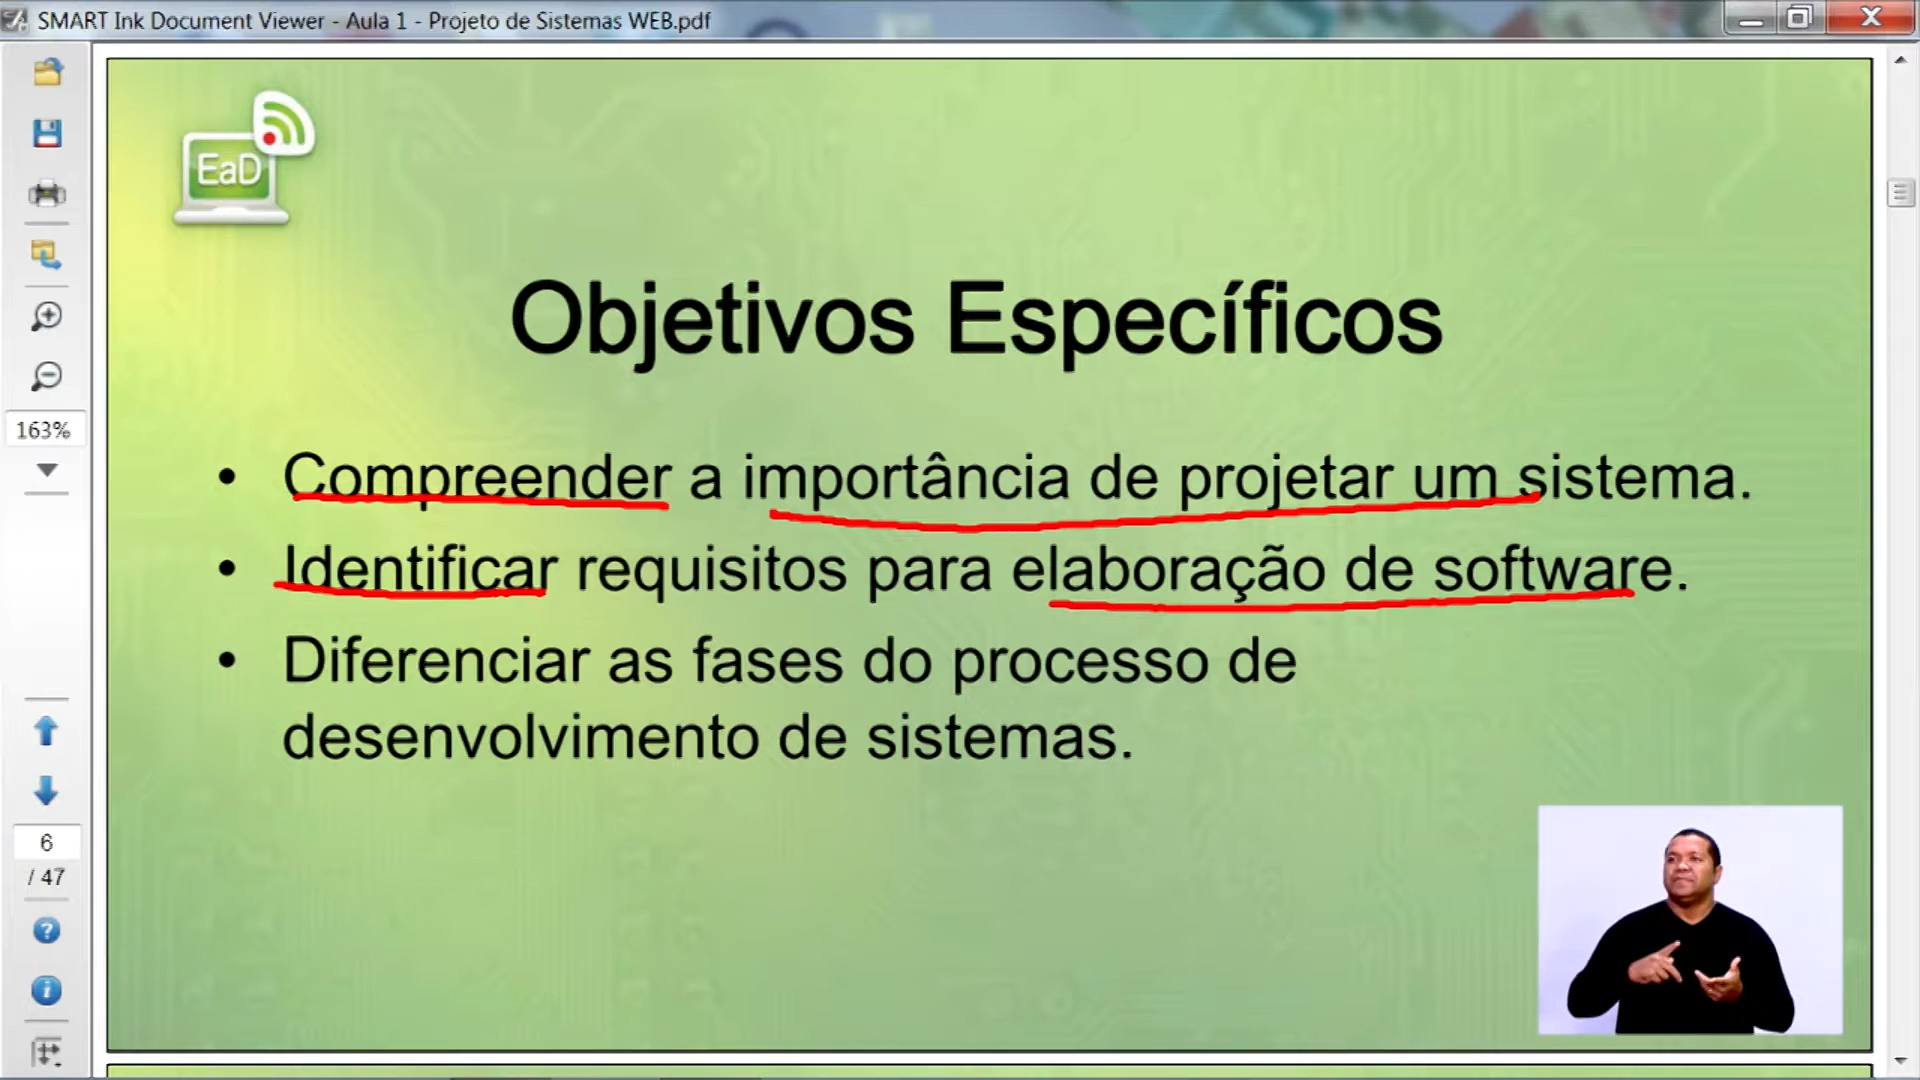 SMART Ink Document Viewer - Aula 1 - Projeto de Sistemas WEB.pdf
EaD
Objetivos Específicos
163%
• Compreender a importância de projetar um sistema.
• Identificar requisitos para elaboração de software.
• Diferenciar as fases do processo de
desenvolvimento de sistemas.
6
/ 47